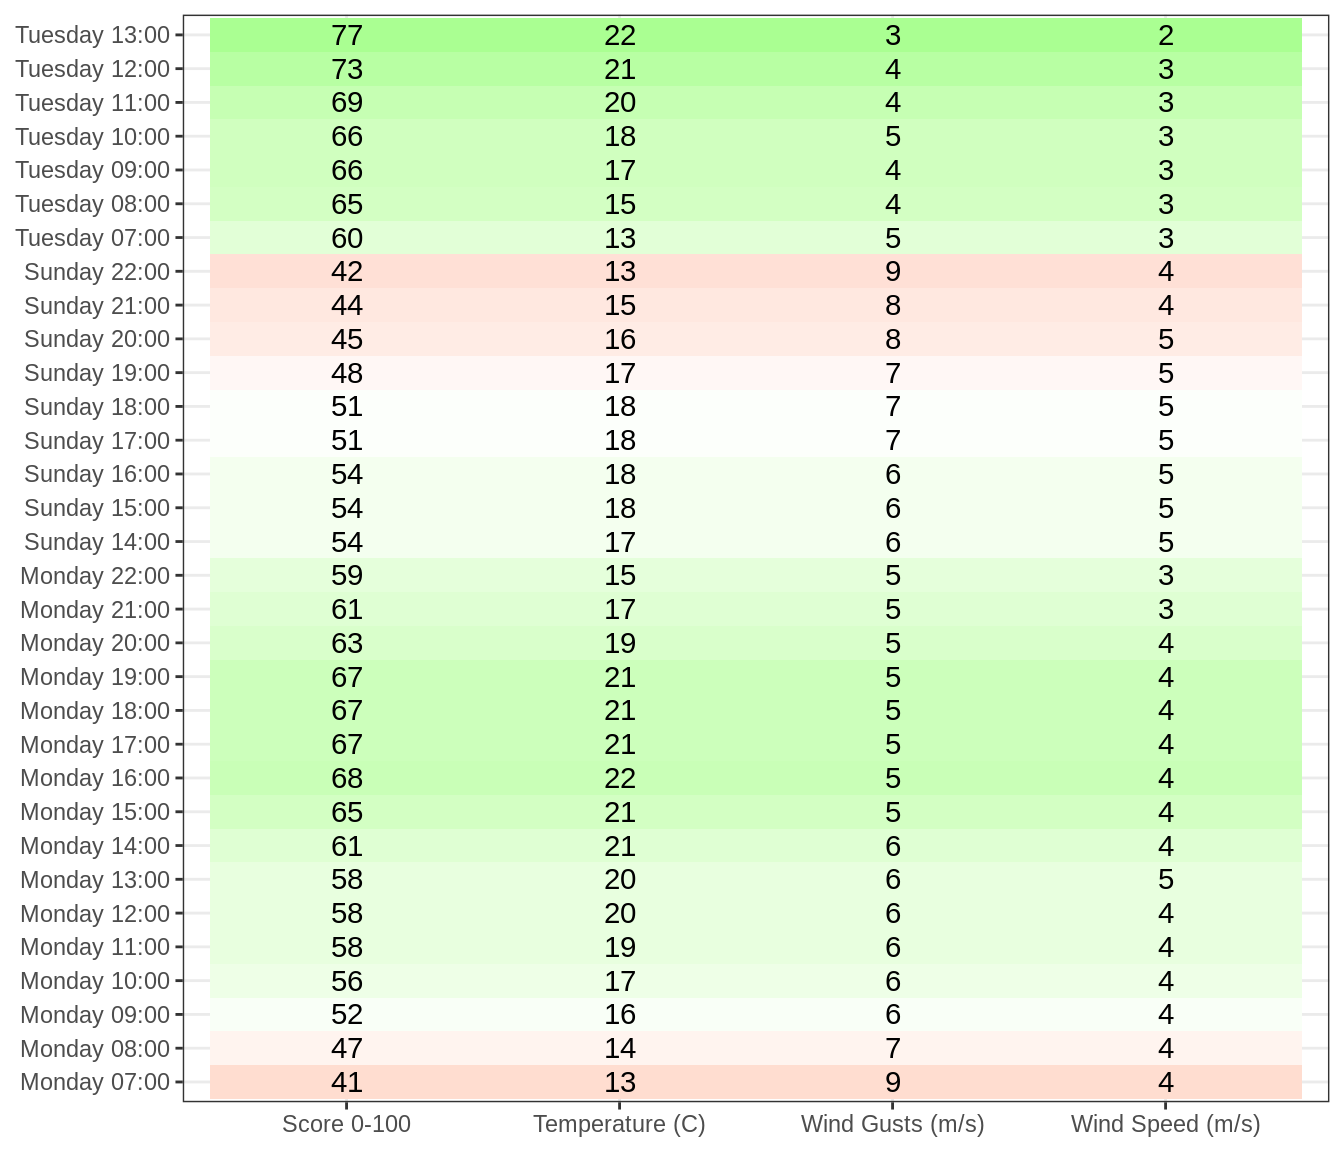 Tuesday 13:00 77 22 3 2
Tuesday 12:00 73 21 4 3
Tuesday 11:00 69 20 4 3
Tuesday 10:00 66 18 5 3
Tuesday 09:00 66 17 4 3
Tuesday 08:00 65 15 4 3
Tuesday 07:00 60 13 5 3
Sunday 22:00 42 13 9 4
Sunday 21:00 44 15 8 4
Sunday 20:00 45 16 8 5
Sunday 19:00 48 17 7 5
Sunday 18:00 51 18 7 5
Sunday 17:00 51 18 7 5
Sunday 16:00 54 18 6 5
Sunday 15:00 54 18 6 5
Sunday 14:00 54 17 6 5
Monday 22:00 59 15 5 3
Monday 21:00 61 17 5 3
Monday 20:00 63 19 5 4
Monday 19:00 67 21 5 4
Monday 18:00 67 21 5 4
Monday 17:00 67 21 5 4
Monday 16:00 68 22 5 4
Monday 15:00 65 21 5 4
Monday 14:00 61 21 6 4
Monday 13:00 58 20 6 5
Monday 12:00 58 20 6 4
Monday 11:00 58 19 6 4
Monday 10:00 56 17 6 4
Monday 09:00 52 16 6 4
Monday 08:00 47 14 7 4
Monday 07:00 41 13 9 4
Score 0-100 Temperature (C) Wind Gusts (m/s) Wind Speed (m/s)